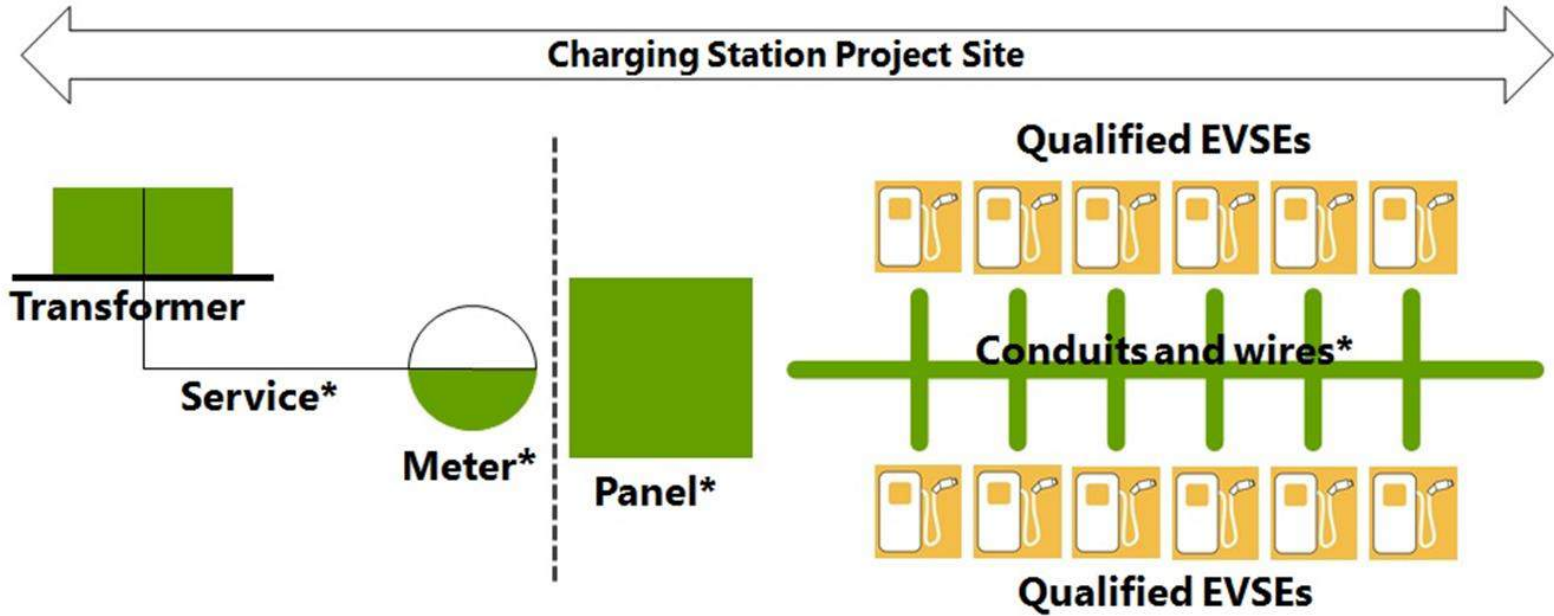 Charging Station Project Site
Qualified EVSEs
Transformer
Conduits and wires*
Service*
Meter*
Panel*
Qualified EVSEs